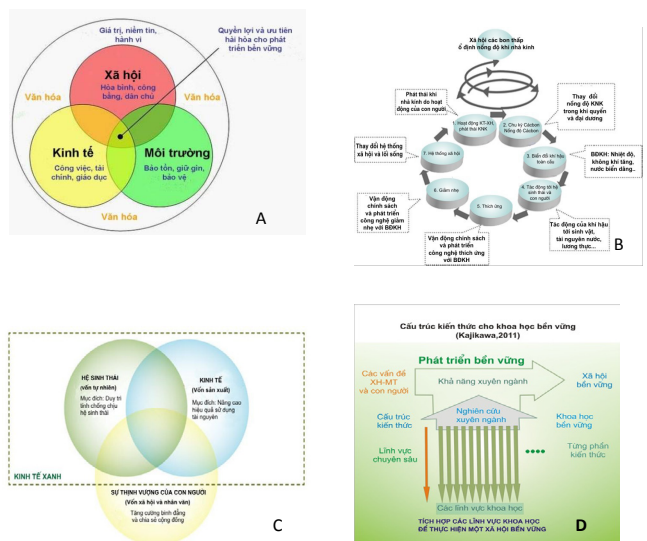 Giá trị, niềm tin,
hành vi
Quyền lợi và ưu tiên
hài hòa cho phát
triển bền vững
Xã hội
Hòa bình, công
bằng, dân chủ
Văn hóa
Văn hóa
Kinh tế
Công việc, tài
chính, giáo dục
Môi trường
Bảo tồn, giữ gìn,
bảo vệ
Văn hóa
A
Xã hội các bon thấp
ổ định nồng độ khí nhà kính
Phát thải khí
nhà kính do hoạt
động của con người
Thay đổi
nồng độ KNK
trong khí quyển
và đại dương
1. Hoạt động KT-XH,
phát thải KNK
2. Chu kỳ Cácbon
Nồng độ Cácbon
Thay đổi hệ thống
xã hội và lối sống
7. Hệ thống xã hội
3. Biến đổi khí hậu
toàn cầu
BĐKH: Nhiệt độ,
không khí tăng,
nước biển dâng..
6. Giảm nhẹ
4. Tác động tới hệ
sinh thái và
con người
5. Thích ứng
Vận động
chính sách
và phát triển
công nghệ giảm
nhẹ với BĐKH
Vận động chính sách
và phát triển
công nghệ thích ứng
với BĐKH
Tác động của khí hậu
tới sinh vật,
tài nguyên nước,
lương thực...
B
HỆ SINH THÁI
(vốn tự nhiên)
Mục đích: Duy trì
tính chống chịu
hệ sinh thái
KINH TẾ
(Vốn sản xuất)
Mục đích: Nâng cao
hiệu quả sử dụng
tài nguyên
KINH TẾ XANH
SỰ THỊNH VƯỢNG CỦA CON NGƯỜI
(Vốn xã hội và nhân văn)
Tăng cường bình đẳng
và chia sẻ cộng đồng
C
Cấu trúc kiến thức cho khoa học bền vững
(Kajikawa,2011)
Phát triển bền vững
Các vấn đề
XH-MT
và con người
Khả năng xuyên ngành
Xã hội
bền vững
Cấu trúc
kiến thức
Nghiên cứu
xuyên ngành
Khoa học
bền vững
Lĩnh vực
chuyên sâu
Từng phần
kiến thức
Các lĩnh vực khoa học
TÍCH HỢP CÁC LĨNH VỰC KHOA HỌC
ĐỂ THỰC HIỆN MỘT XÃ HỘI BỀN VỮNG
D